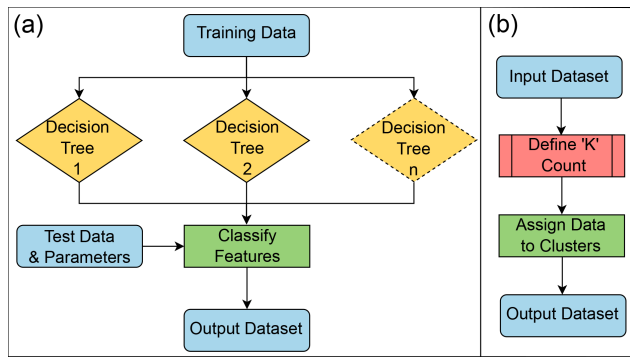 (a)
Training Data
Decision
Tree
1
Decision
Tree
2
Decision
Tree
n
Test Data
& Parameters
Classify
Features
Output Dataset
(b)
Input Dataset
Define 'K'
Count
Assign Data
to Clusters
Output Dataset